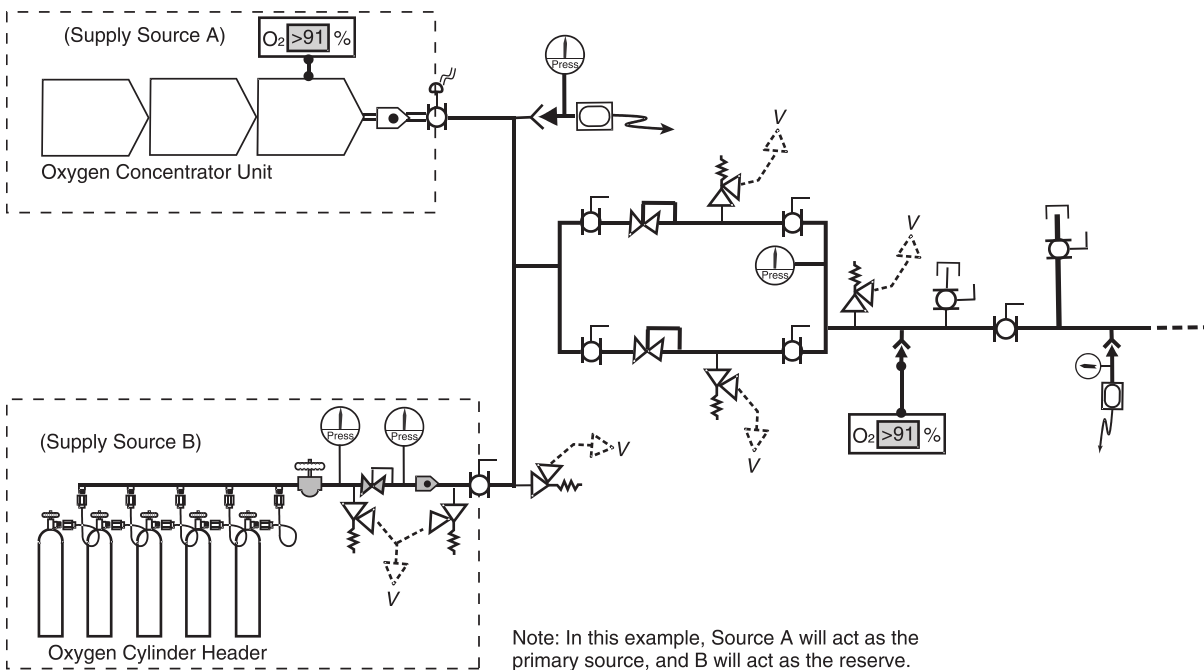 (Supply Source A)
O₂ >91 %
Oxygen Concentrator Unit
Press
V
V
Press
V
O₂ >91 %
V
(Supply Source B)
Press
Press
V
V
Oxygen Cylinder Header
Note: In this example, Source A will act as the
primary source, and B will act as the reserve.